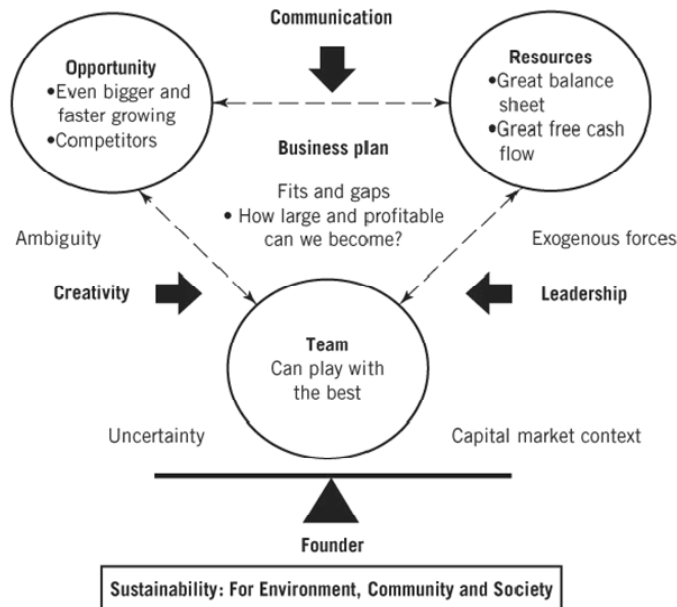 Communication
Opportunity
•Even bigger and
faster growing
•Competitors
Resources
•Great balance
sheet
•Great free cash
flow
Business plan
Fits and gaps
• How large and profitable
can we become?
Ambiguity
Exogenous forces
Creativity
Leadership
Team
Can play with
the best
Uncertainty
Capital market context
Founder
Sustainability: For Environment, Community and Society